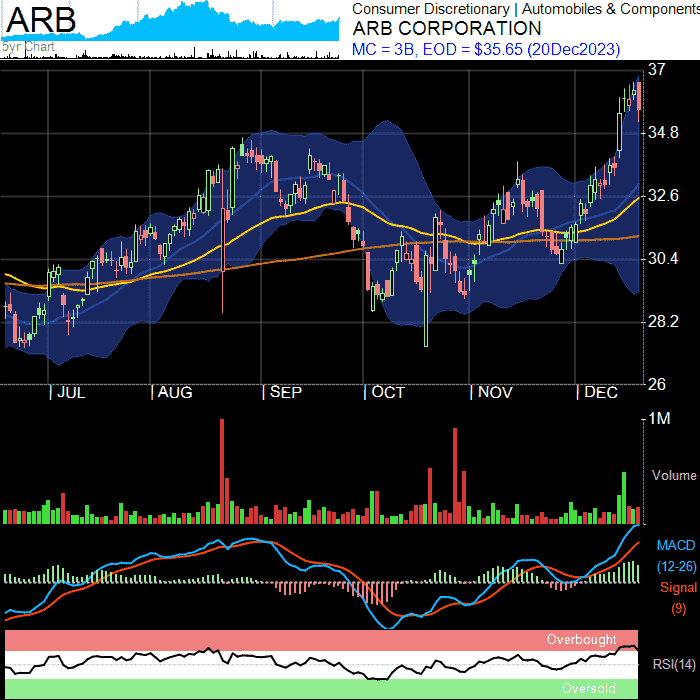 ARB
5yr Chart
Consumer Discretionary | Automobiles & Components
ARB CORPORATION
MC = 3B, EOD = $35.65 (20Dec2023)
37
34.8
32.6
30.4
28.2
26
| JUL | AUG | SEP | OCT | NOV | DEC
1M
Volume
MACD
(12-26)
Signal
(9)
Overbought
RSI(14)
Oversold